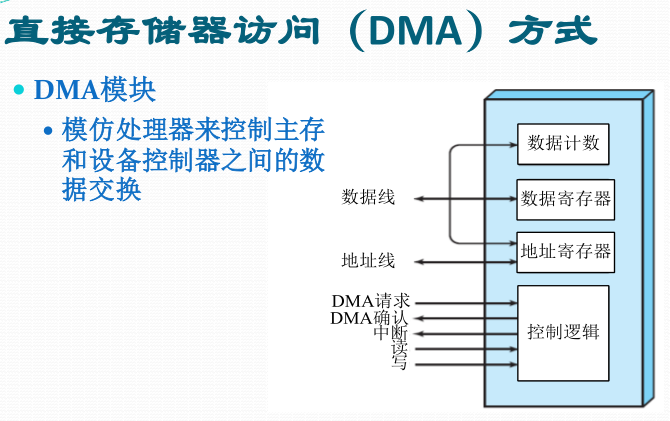 直接存储器访问（DMA）方式
DMA模块
模仿处理器来控制主存
和设备控制器之间的数
据交换
数据计数
数据线
数据寄存器
地址线
地址寄存器
DMA请求
DMA确认
中断
读
写
控制逻辑